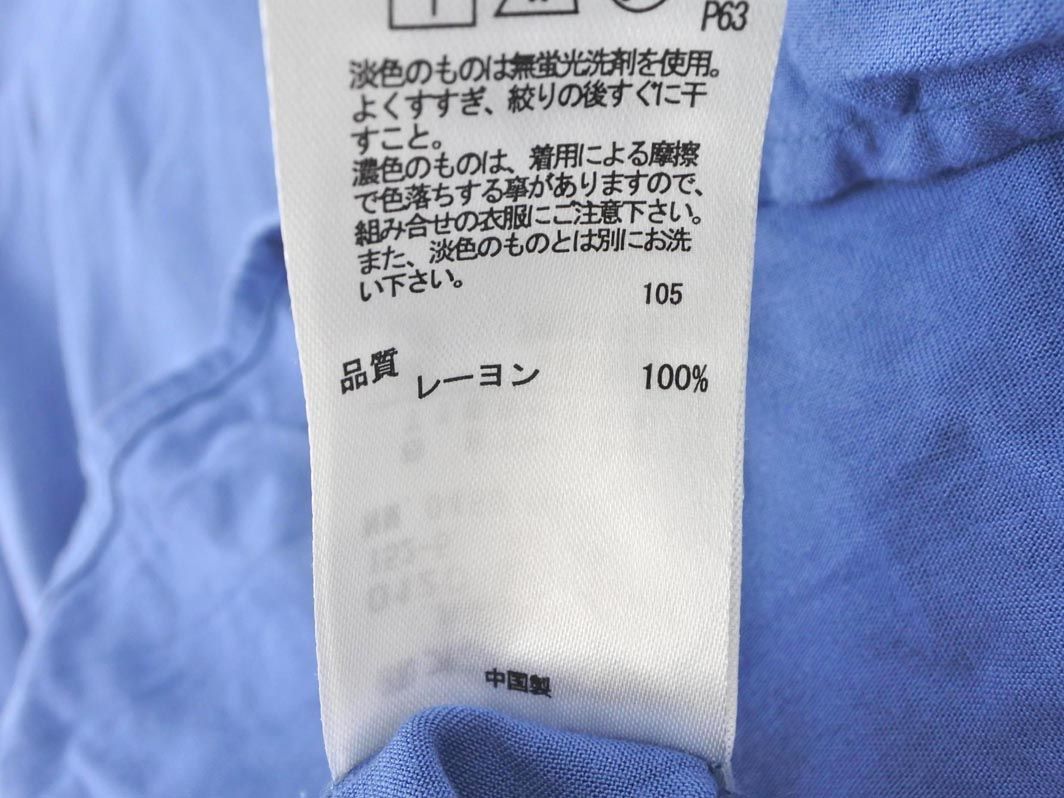 P63
淡色のものは無蛍光洗剤を使用。
よくすすぎ、絞りの後すぐに干
すこと。
濃色のものは、着用による摩擦
で色落ちする事がありますので、
組み合せの衣服にご注意下さい。
また、淡色のものとは別にお洗
い下さい。
105
品質 レーヨン 100%
中国製